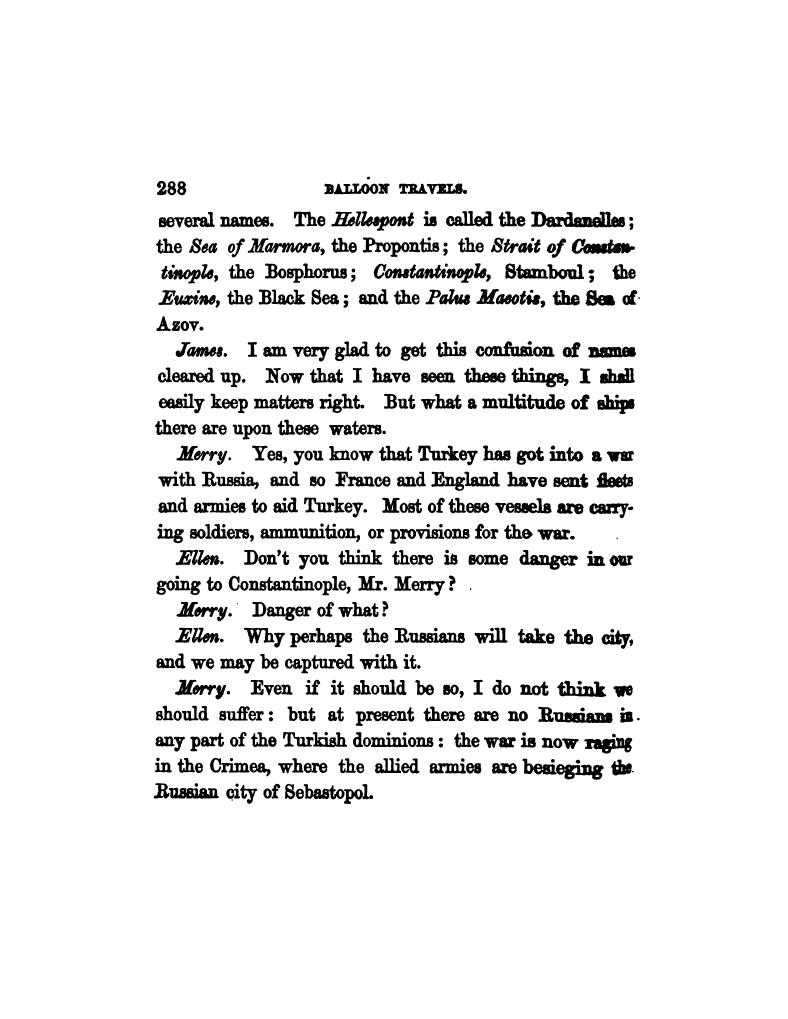 288 BALLOON TRAVELS.
several names. The Hellespont is called the Dardanelles;
the Sea of Marmora, the Propontis; the Strait of Constan-
tinople, the Bosphorus; Constantinople, Stamboul; the
Euxine, the Black Sea; and the Palus Maeotis, the Sea of
Azov.
James. I am very glad to get this confusion of names
cleared up. Now that I have seen these things, I shall
easily keep matters right. But what a multitude of ships
there are upon these waters.
Merry. Yes, you know that Turkey has got into a war
with Russia, and so France and England have sent fleets
and armies to aid Turkey. Most of these vessels are carry-
ing soldiers, ammunition, or provisions for the war.
Ellen. Don't you think there is some danger in our
going to Constantinople, Mr. Merry?
Merry. Danger of what?
Ellen. Why perhaps the Russians will take the city,
and we may be captured with it.
Merry. Even if it should be so, I do not think we
should suffer: but at present there are no Russians in
any part of the Turkish dominions: the war is now raging
in the Crimea, where the allied armies are besieging the
Russian city of Sebastopol.